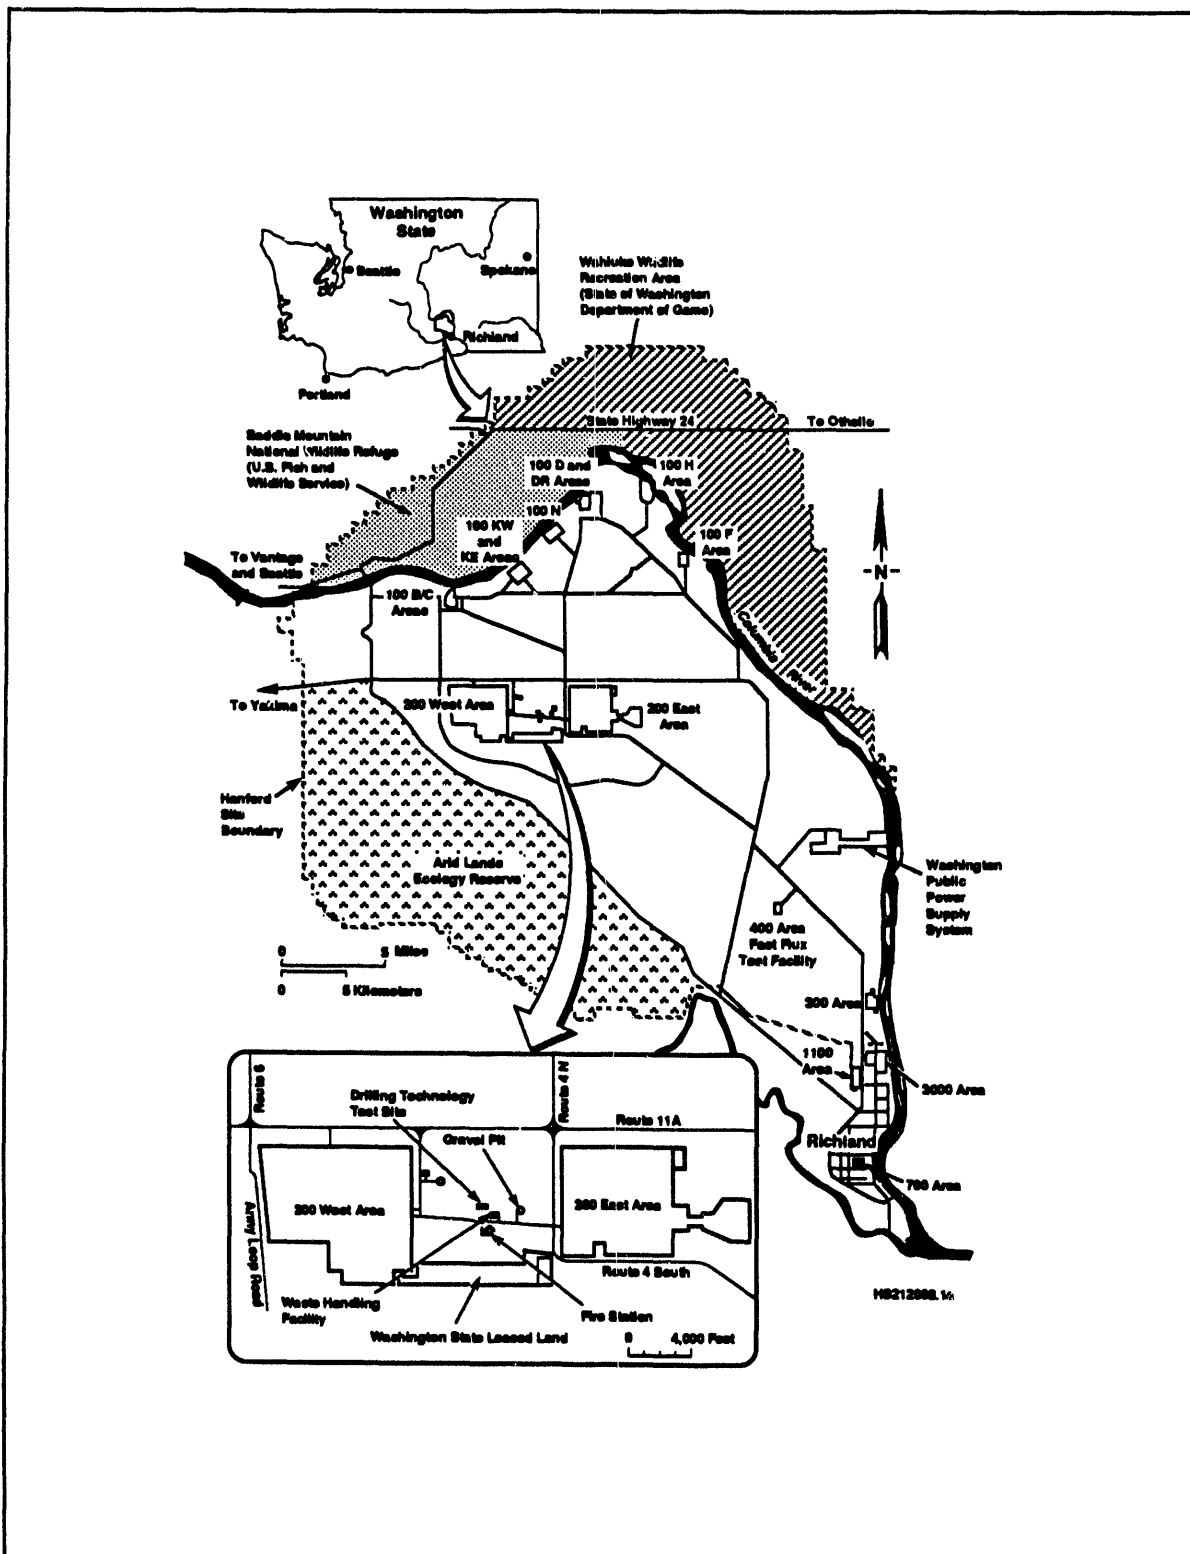 Washington
State
Seattle
Spokane
Richland
Portland
Wahluke Wildlife
Recreation Area
(State of Washington
Department of Game)
State Highway 24
To Othello
Saddle Mountain
National Wildlife Refuge
(U.S. Fish and
Wildlife Service)
100 D and
DR Areas
100 H
Area
100 N
100 KW
and
KE Areas
100 F
Area
To Vantage
and Seattle
100 B/C
Areas
N
Columbia River
To Yakima
200 West Area
200 East
Area
Hanford
Site
Boundary
Arid Lands
Ecology Reserve
Washington
Public
Power
Supply
System
400 Area
Fast Flux
Test Facility
0 5 Miles
0 5 Kilometers
300 Area
1100
Area
3000 Area
Richland
700 Area
Route 6
Drilling Technology
Test Site
Route 4 N
Route 11A
Gravel Pit
200 West Area
200 East Area
Army Loop Road
Route 4 South
Waste Handling
Facility
Fire Station
Washington State Leased Land
0 4,000 Feet